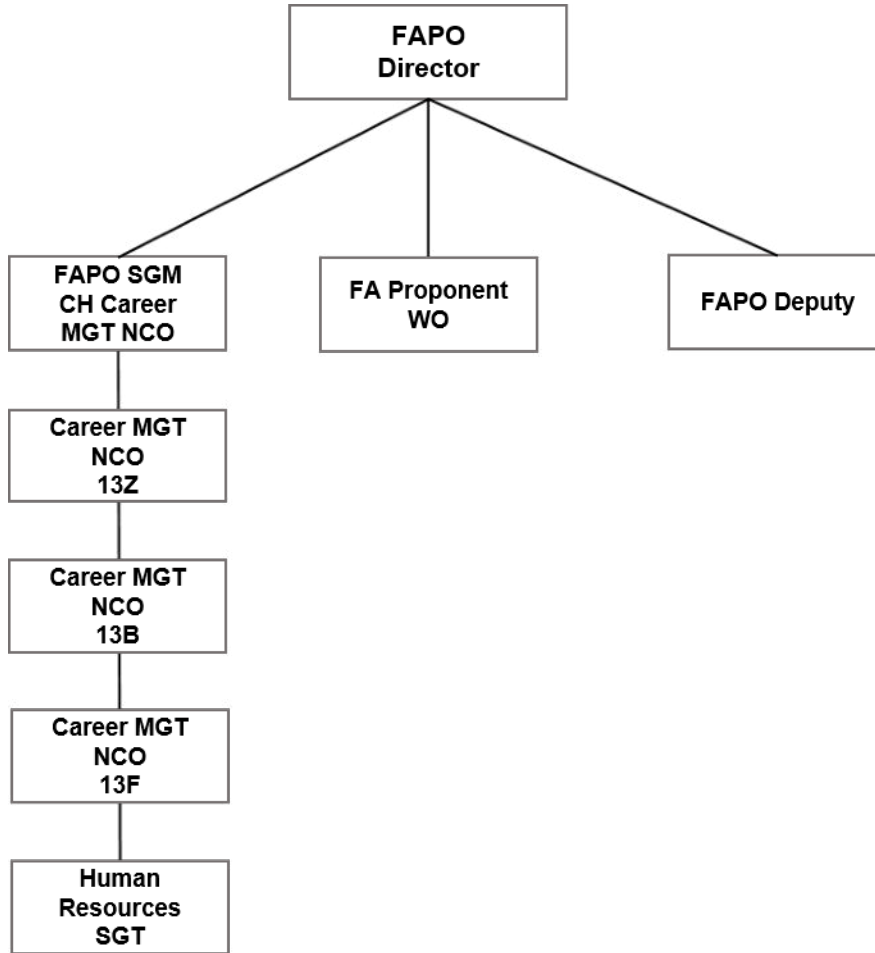 FAPO
Director
FAPO SGM
CH Career
MGT NCO
FA Proponent
WO
FAPO Deputy
Career MGT
NCO
13Z
Career MGT
NCO
13B
Career MGT
NCO
13F
Human
Resources
SGT